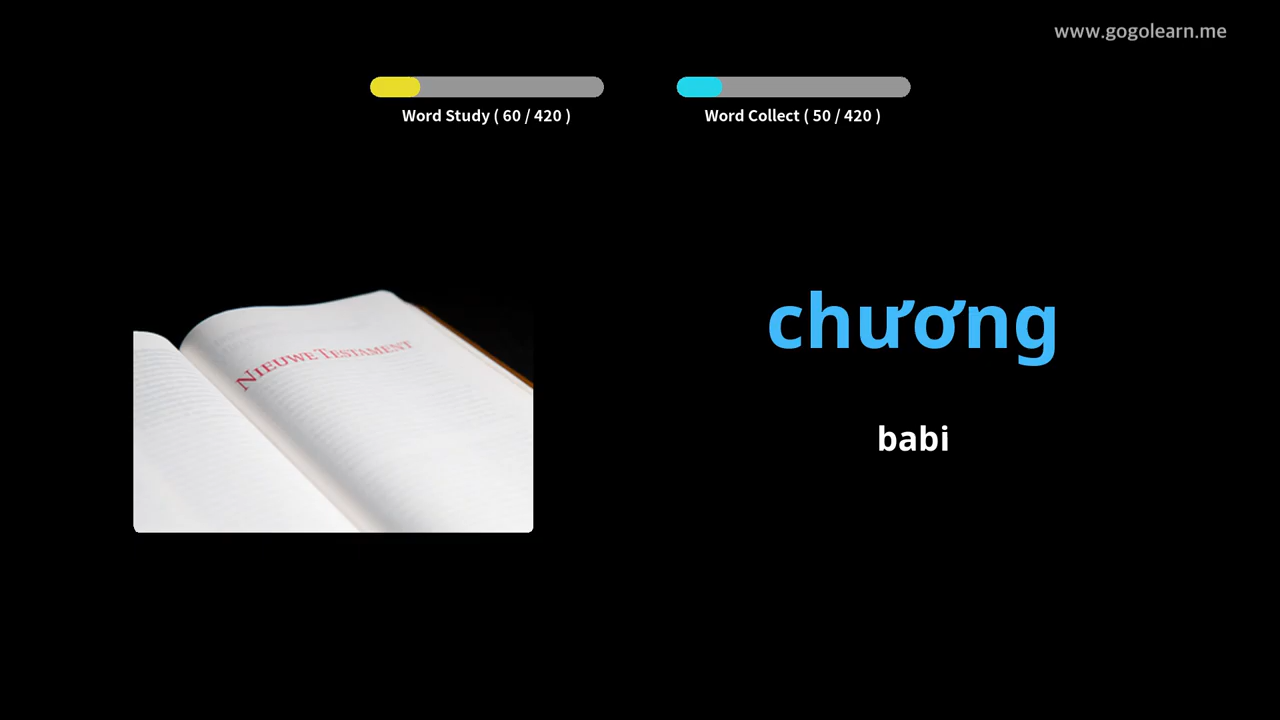 www.gogolearn.me
Word Study ( 60 / 420 )
Word Collect ( 50 / 420 )
NIEUWE TESTAMENT
chương
babi